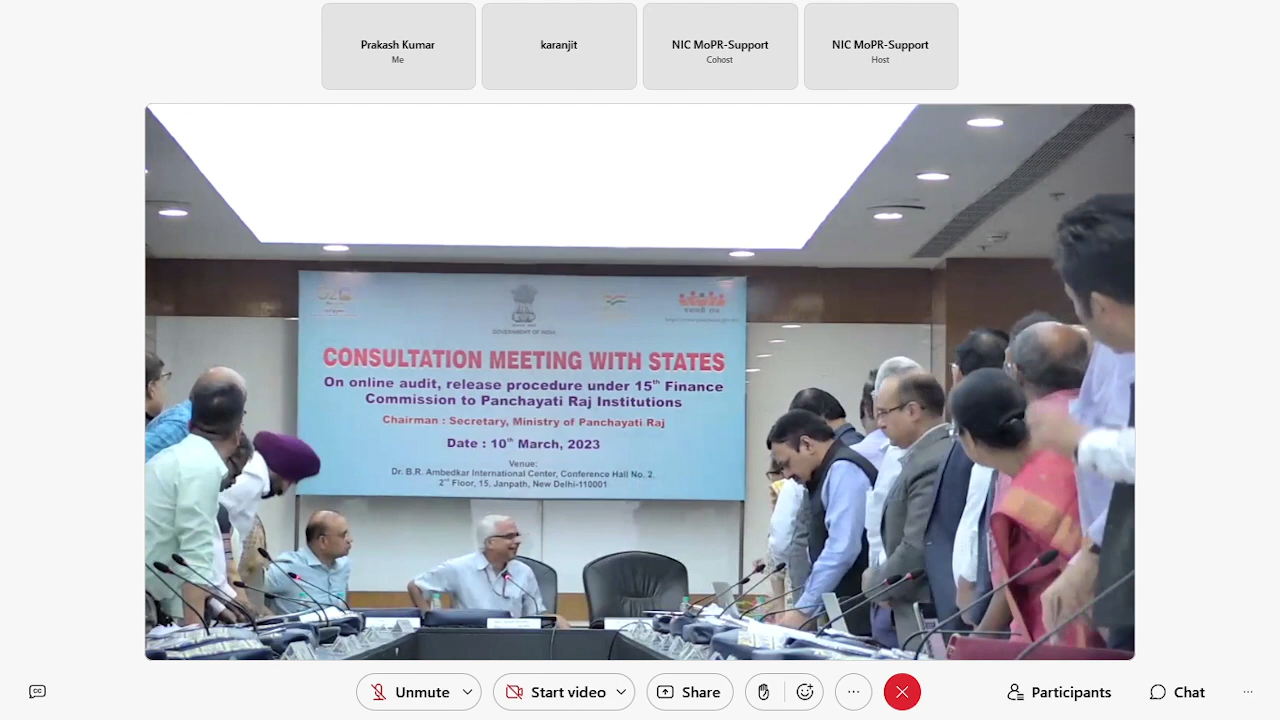 Prakash Kumar
Me
karanjit
NIC MoPR-Support
Cohost
NIC MoPR-Support
Host
GOVERNMENT OF INDIA
पंचायती राज
CONSULTATION MEETING WITH STATES
On online audit, release procedure under 15th Finance
Commission to Panchayati Raj Institutions
Chairman : Secretary, Ministry of Panchayati Raj
Date : 10th March, 2023
Venue:
Dr. B.R. Ambedkar International Center, Conference Hall No. 2,
2nd Floor, 15, Janpath, New Delhi-110001
CC
Unmute
Start video
Share
Participants
Chat